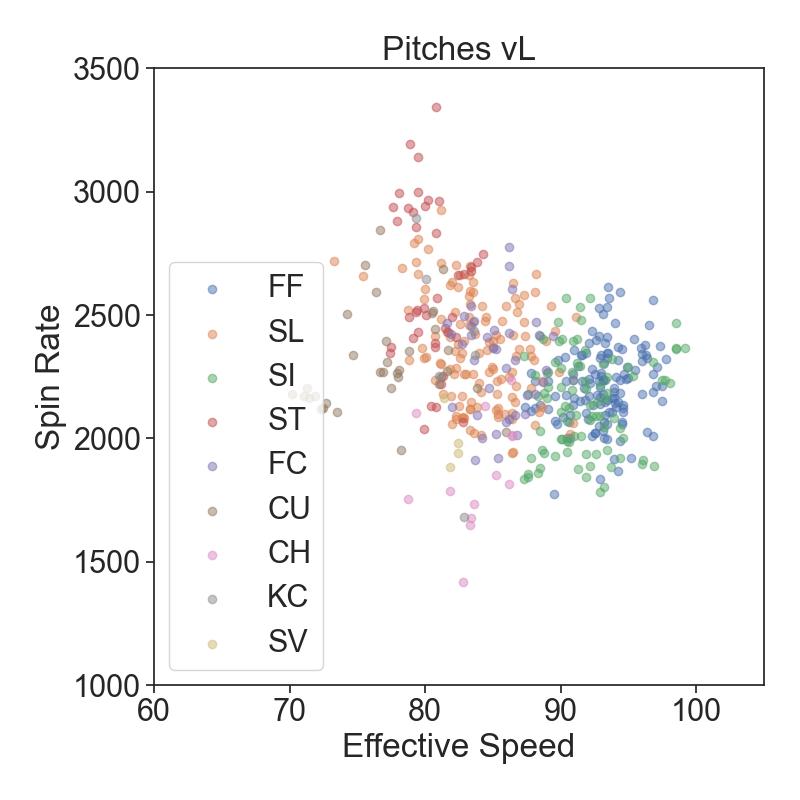 Pitches vL
3500
3000
2500
2000
1500
1000
Spin Rate
FF
SL
SI
ST
FC
CU
CH
KC
SV
60 70 80 90 100
Effective Speed